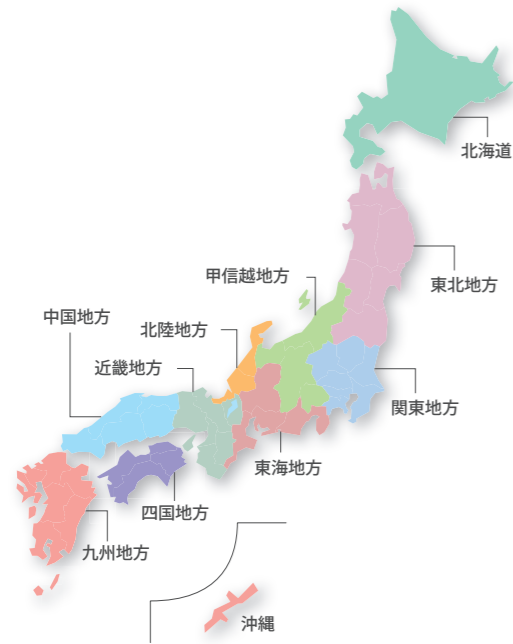 北海道
東北地方
甲信越地方
中国地方
北陸地方
近畿地方
関東地方
東海地方
四国地方
九州地方
沖縄